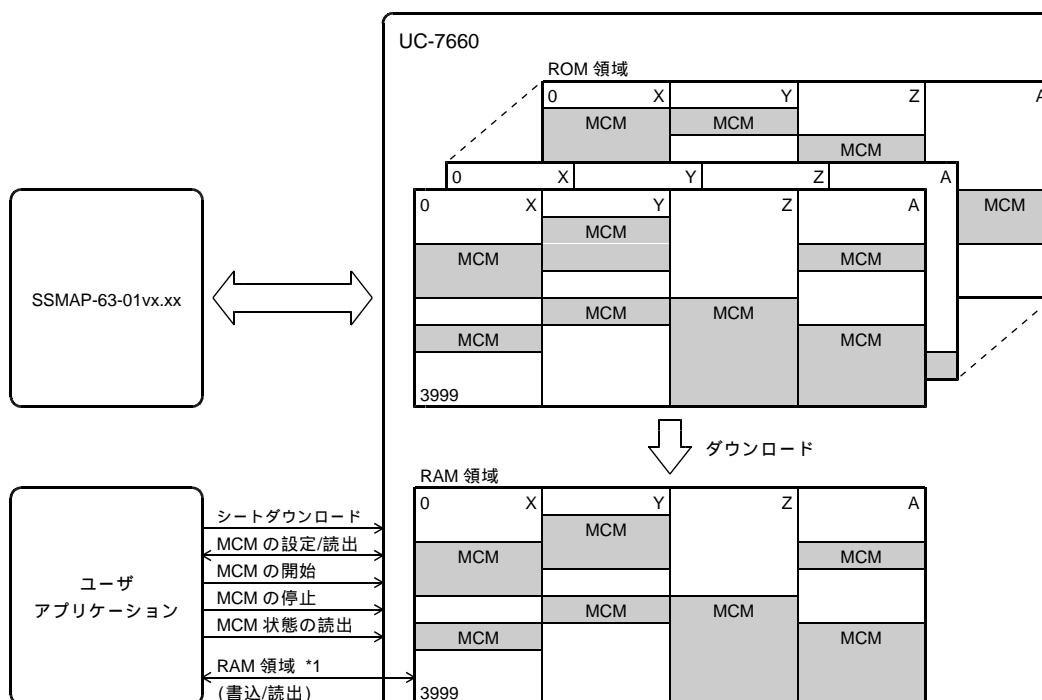 UC-7660
ROM 領域
0 X Y Z A
MCM MCM
MCM
0 X Y Z A
MCM
0 X Y Z A
MCM
MCM MCM
MCM MCM
MCM MCM
3999
SSMAP-63-01vx.xx
ダウンロード
RAM 領域
0 X Y Z A
MCM
MCM MCM
MCM MCM
MCM MCM
3999
ユーザ
アプリケーション
シートダウンロード
MCM の設定/読出
MCM の開始
MCM の停止
MCM 状態の読出
RAM 領域 *1
(書込/読出)